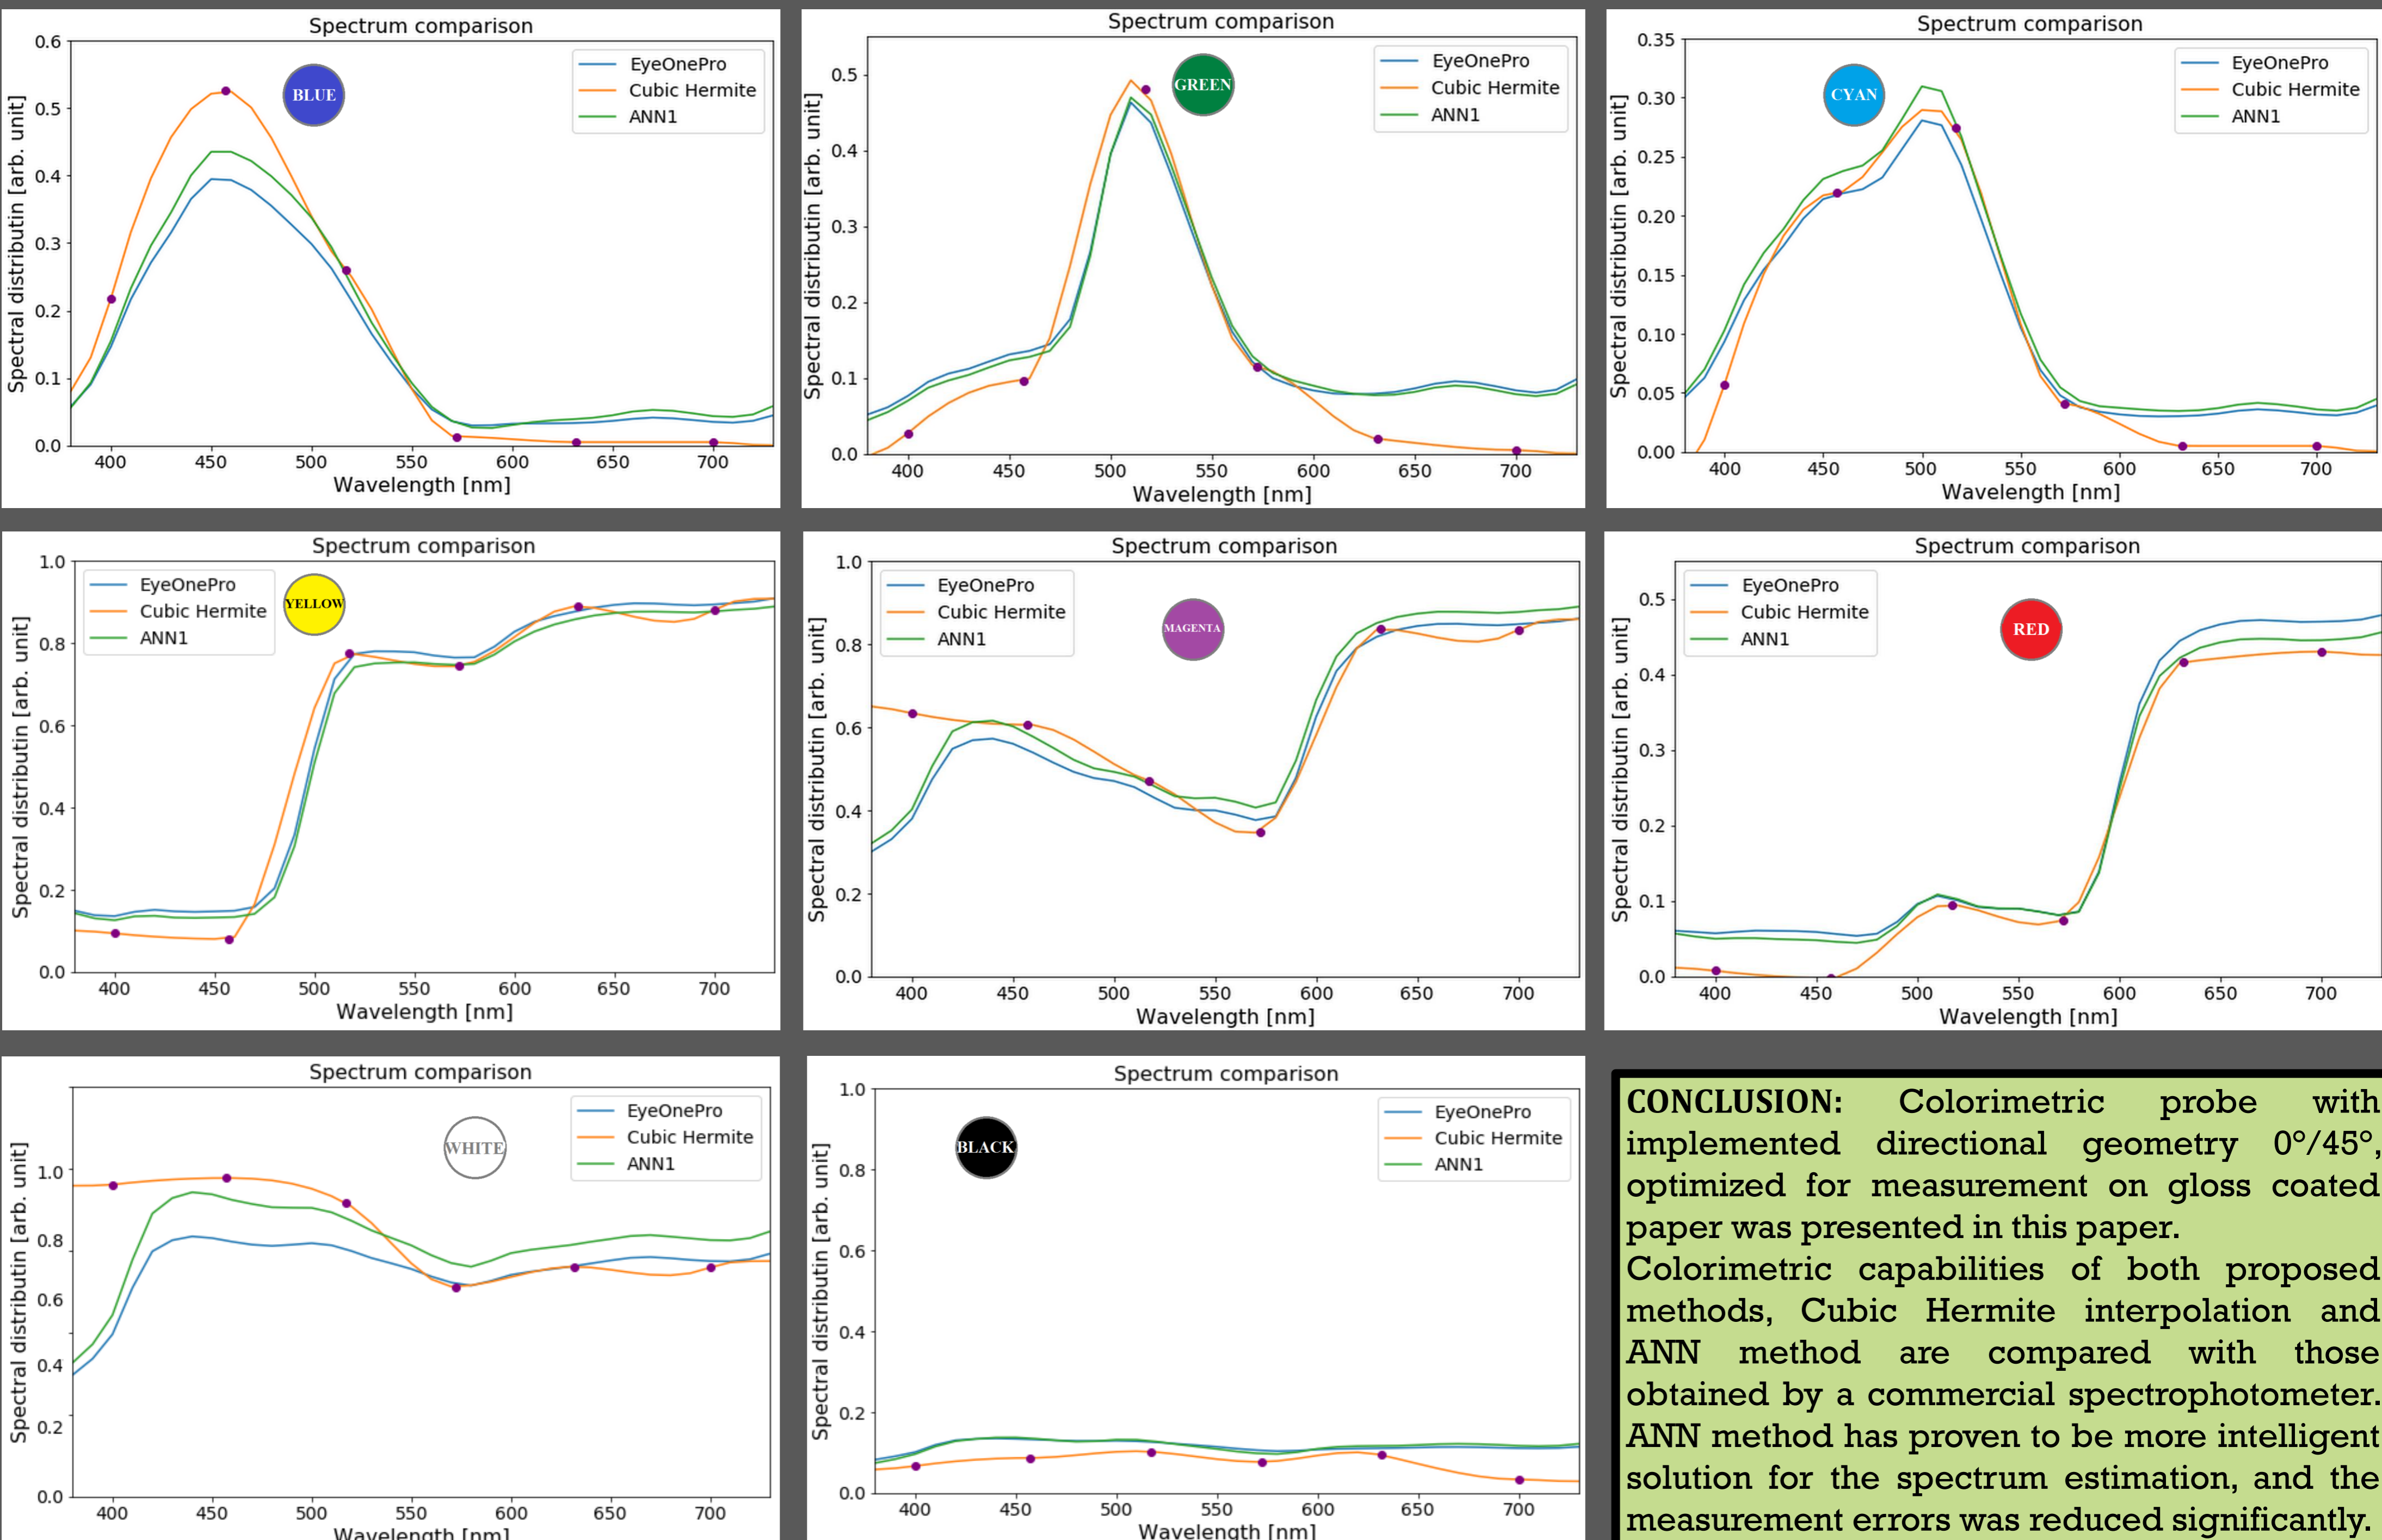 Spectrum comparison
0.6
0.5
0.4
0.3
0.2
0.1
0.0
Spectral distributin [arb. unit]
BLUE
EyeOnePro
Cubic Hermite
ANN1
400 450 500 550 600 650 700
Wavelength [nm]
Spectrum comparison
0.5
0.4
0.3
0.2
0.1
0.0
Spectral distributin [arb. unit]
GREEN
EyeOnePro
Cubic Hermite
ANN1
400 450 500 550 600 650 700
Wavelength [nm]
Spectrum comparison
0.35
0.30
0.25
0.20
0.15
0.10
0.05
0.00
Spectral distributin [arb. unit]
CYAN
EyeOnePro
Cubic Hermite
ANN1
400 450 500 550 600 650 700
Wavelength [nm]
Spectrum comparison
1.0
0.8
0.6
0.4
0.2
0.0
Spectral distributin [arb. unit]
EyeOnePro
Cubic Hermite
ANN1
YELLOW
400 450 500 550 600 650 700
Wavelength [nm]
Spectrum comparison
1.0
0.8
0.6
0.4
0.2
0.0
Spectral distributin [arb. unit]
EyeOnePro
Cubic Hermite
ANN1
MAGENTA
400 450 500 550 600 650 700
Wavelength [nm]
Spectrum comparison
0.5
0.4
0.3
0.2
0.1
0.0
Spectral distributin [arb. unit]
EyeOnePro
Cubic Hermite
ANN1
RED
400 450 500 550 600 650 700
Wavelength [nm]
Spectrum comparison
1.0
0.8
0.6
0.4
0.2
0.0
Spectral distributin [arb. unit]
WHITE
EyeOnePro
Cubic Hermite
ANN1
400 450 500 550 600 650 700
Wavelength [nm]
Spectrum comparison
1.0
0.8
0.6
0.4
0.2
0.0
Spectral distributin [arb. unit]
BLACK
EyeOnePro
Cubic Hermite
ANN1
400 450 500 550 600 650 700
Wavelength [nm]
CONCLUSION: Colorimetric probe with
implemented directional geometry 0°/45°,
optimized for measurement on gloss coated
paper was presented in this paper.
Colorimetric capabilities of both proposed
methods, Cubic Hermite interpolation and
ANN method are compared with those
obtained by a commercial spectrophotometer.
ANN method has proven to be more intelligent
solution for the spectrum estimation, and the
measurement errors was reduced significantly.